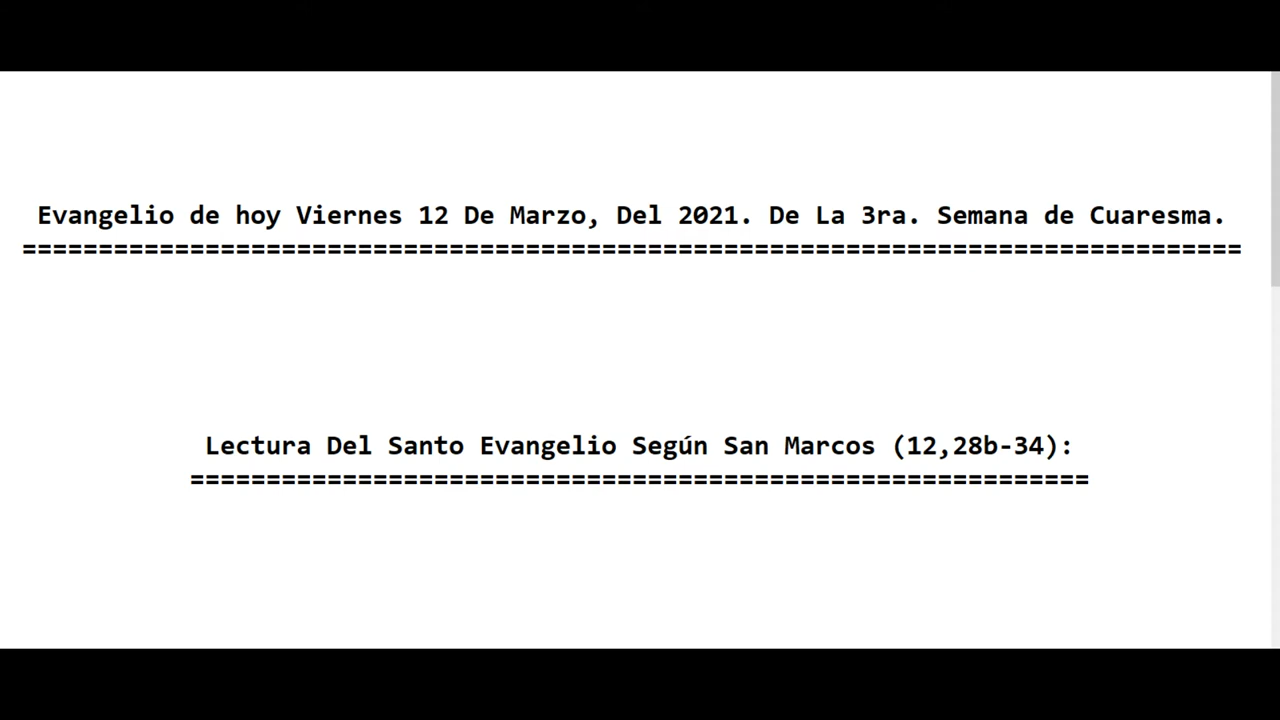 Evangelio de hoy Viernes 12 De Marzo, Del 2021. De La 3ra. Semana de Cuaresma.
================================================================================
Lectura Del Santo Evangelio Según San Marcos (12,28b-34):
===========================================================